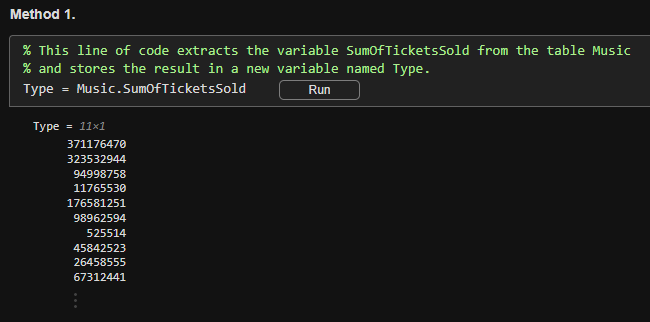 Method 1.
% This line of code extracts the variable SumOfTicketsSold from the table Music
% and stores the result in a new variable named Type.
Type = Music.SumOfTicketsSold
Run
Type = 11×1
371176470
323532944
94998758
11765530
176581251
98962594
525514
45842523
26458555
67312441
⋮